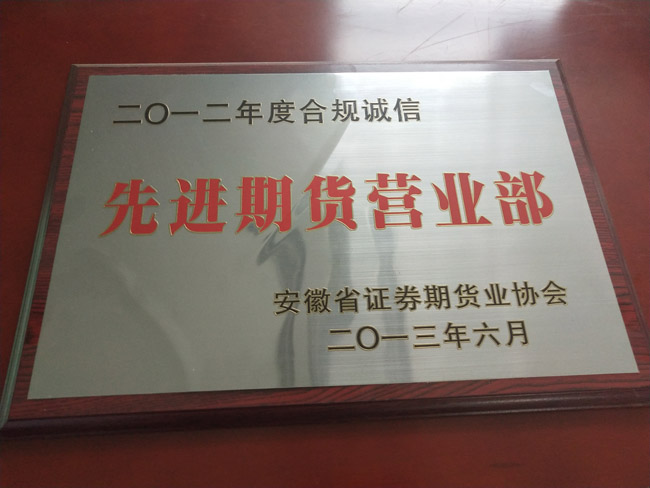 二〇一二年度合规诚信
先进期货营业部
安徽省证券期货业协会
二〇一三年六月